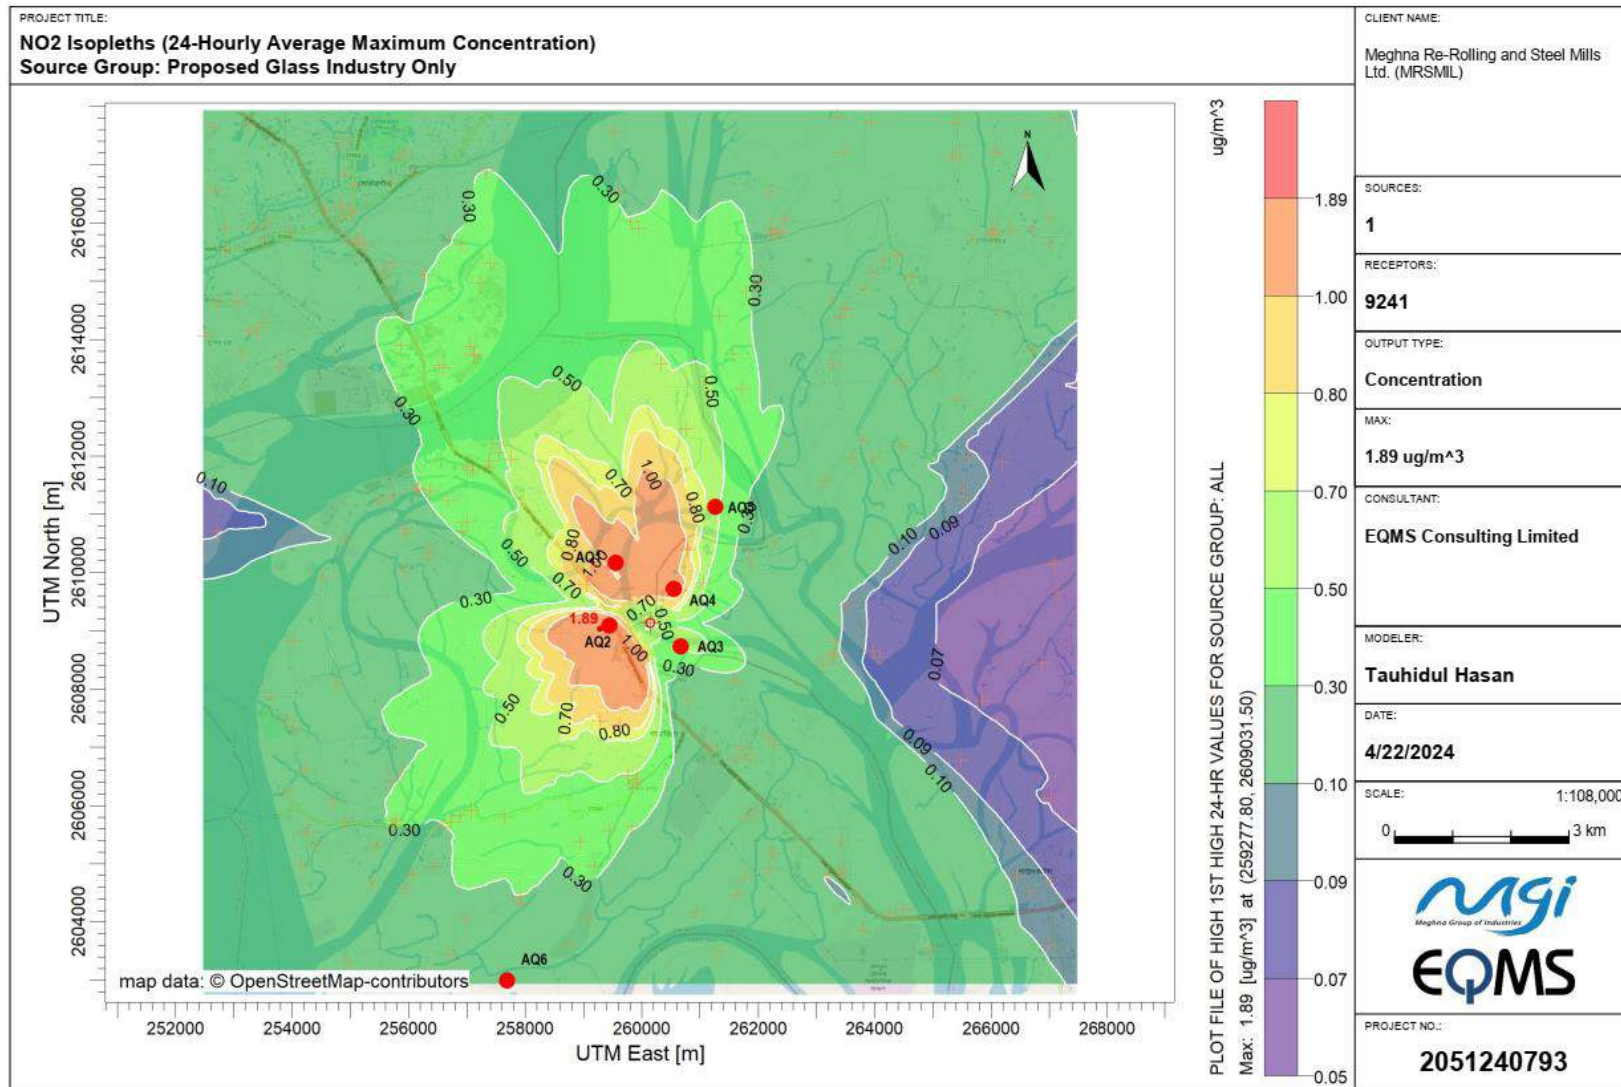 PROJECT TITLE:
NO2 Isopleths (24-Hourly Average Maximum Concentration)
Source Group: Proposed Glass Industry Only
CLIENT NAME:
Meghna Re-Rolling and Steel Mills
Ltd. (MRSMIL)
SOURCES:
1
RECEPTORS:
9241
OUTPUT TYPE:
Concentration
MAX:
1.89 ug/m^3
CONSULTANT:
EQMS Consulting Limited
MODELER:
Tauhidul Hasan
DATE:
4/22/2024
SCALE:
1:108,000
0
3 km
mgi
Meghna Group of Industries
EQMS
PROJECT NO.:
2051240793
UTM North [m]
2616000
2614000
2612000
2610000
2608000
2606000
2604000
252000
254000
256000
258000
260000
262000
264000
266000
268000
UTM East [m]
N
0.30
0.30
0.30
0.30
0.50
0.50
0.10
1.00
0.70
0.80
AQ5
0.30
0.80
AQ1
1.00
0.50
0.70
0.30
AQ4
0.70
0.50
1.89
AQ2
1.00
AQ3
0.30
0.10
0.09
0.07
0.50
0.70
0.80
0.09
0.10
0.30
0.30
AQ6
map data: © OpenStreetMap-contributors
PLOT FILE OF HIGH 1ST HIGH 24-HR VALUES FOR SOURCE GROUP: ALL
Max: 1.89 [ug/m^3] at (259277.80, 2609031.50)
ug/m^3
1.89
1.00
0.80
0.70
0.50
0.30
0.10
0.09
0.07
0.05